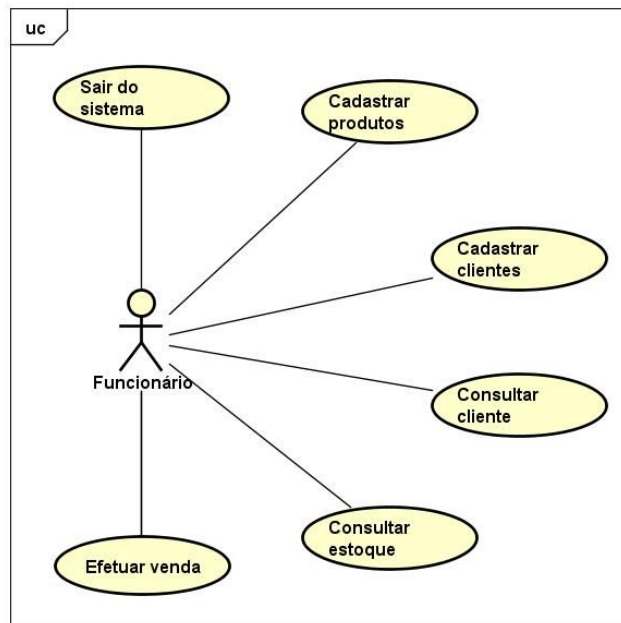 uc
Sair do
sistema
Cadastrar
produtos
Cadastrar
clientes
Funcionário
Consultar
cliente
Consultar
estoque
Efetuar venda